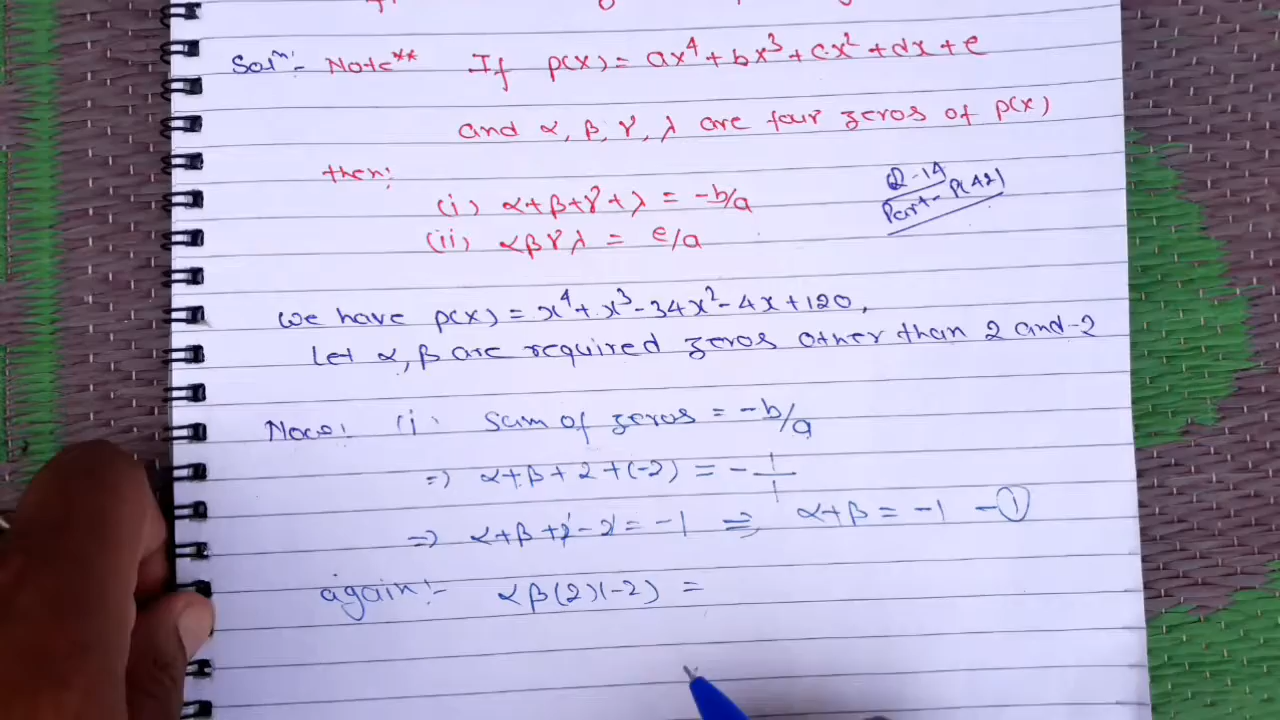 Solⁿ:- Note** If p(x) = ax⁴+bx³+cx²+dx+e
and α, β, γ, λ are four zeros of p(x)
then:
(i) α+β+γ+λ = -b/a
(ii) αβγλ = e/a
Q-14
Part- P(A2)
we have p(x) = x⁴+x³-34x²-4x+120,
Let α, β are required zeros other than 2 and -2
Now: (i. Sum of zeros = -b/a
=> α+β+2+(-2) = -1/1
=> α+β+2-2 = -1 => α+β = -1 -①
again:- αβ(2)(-2) =